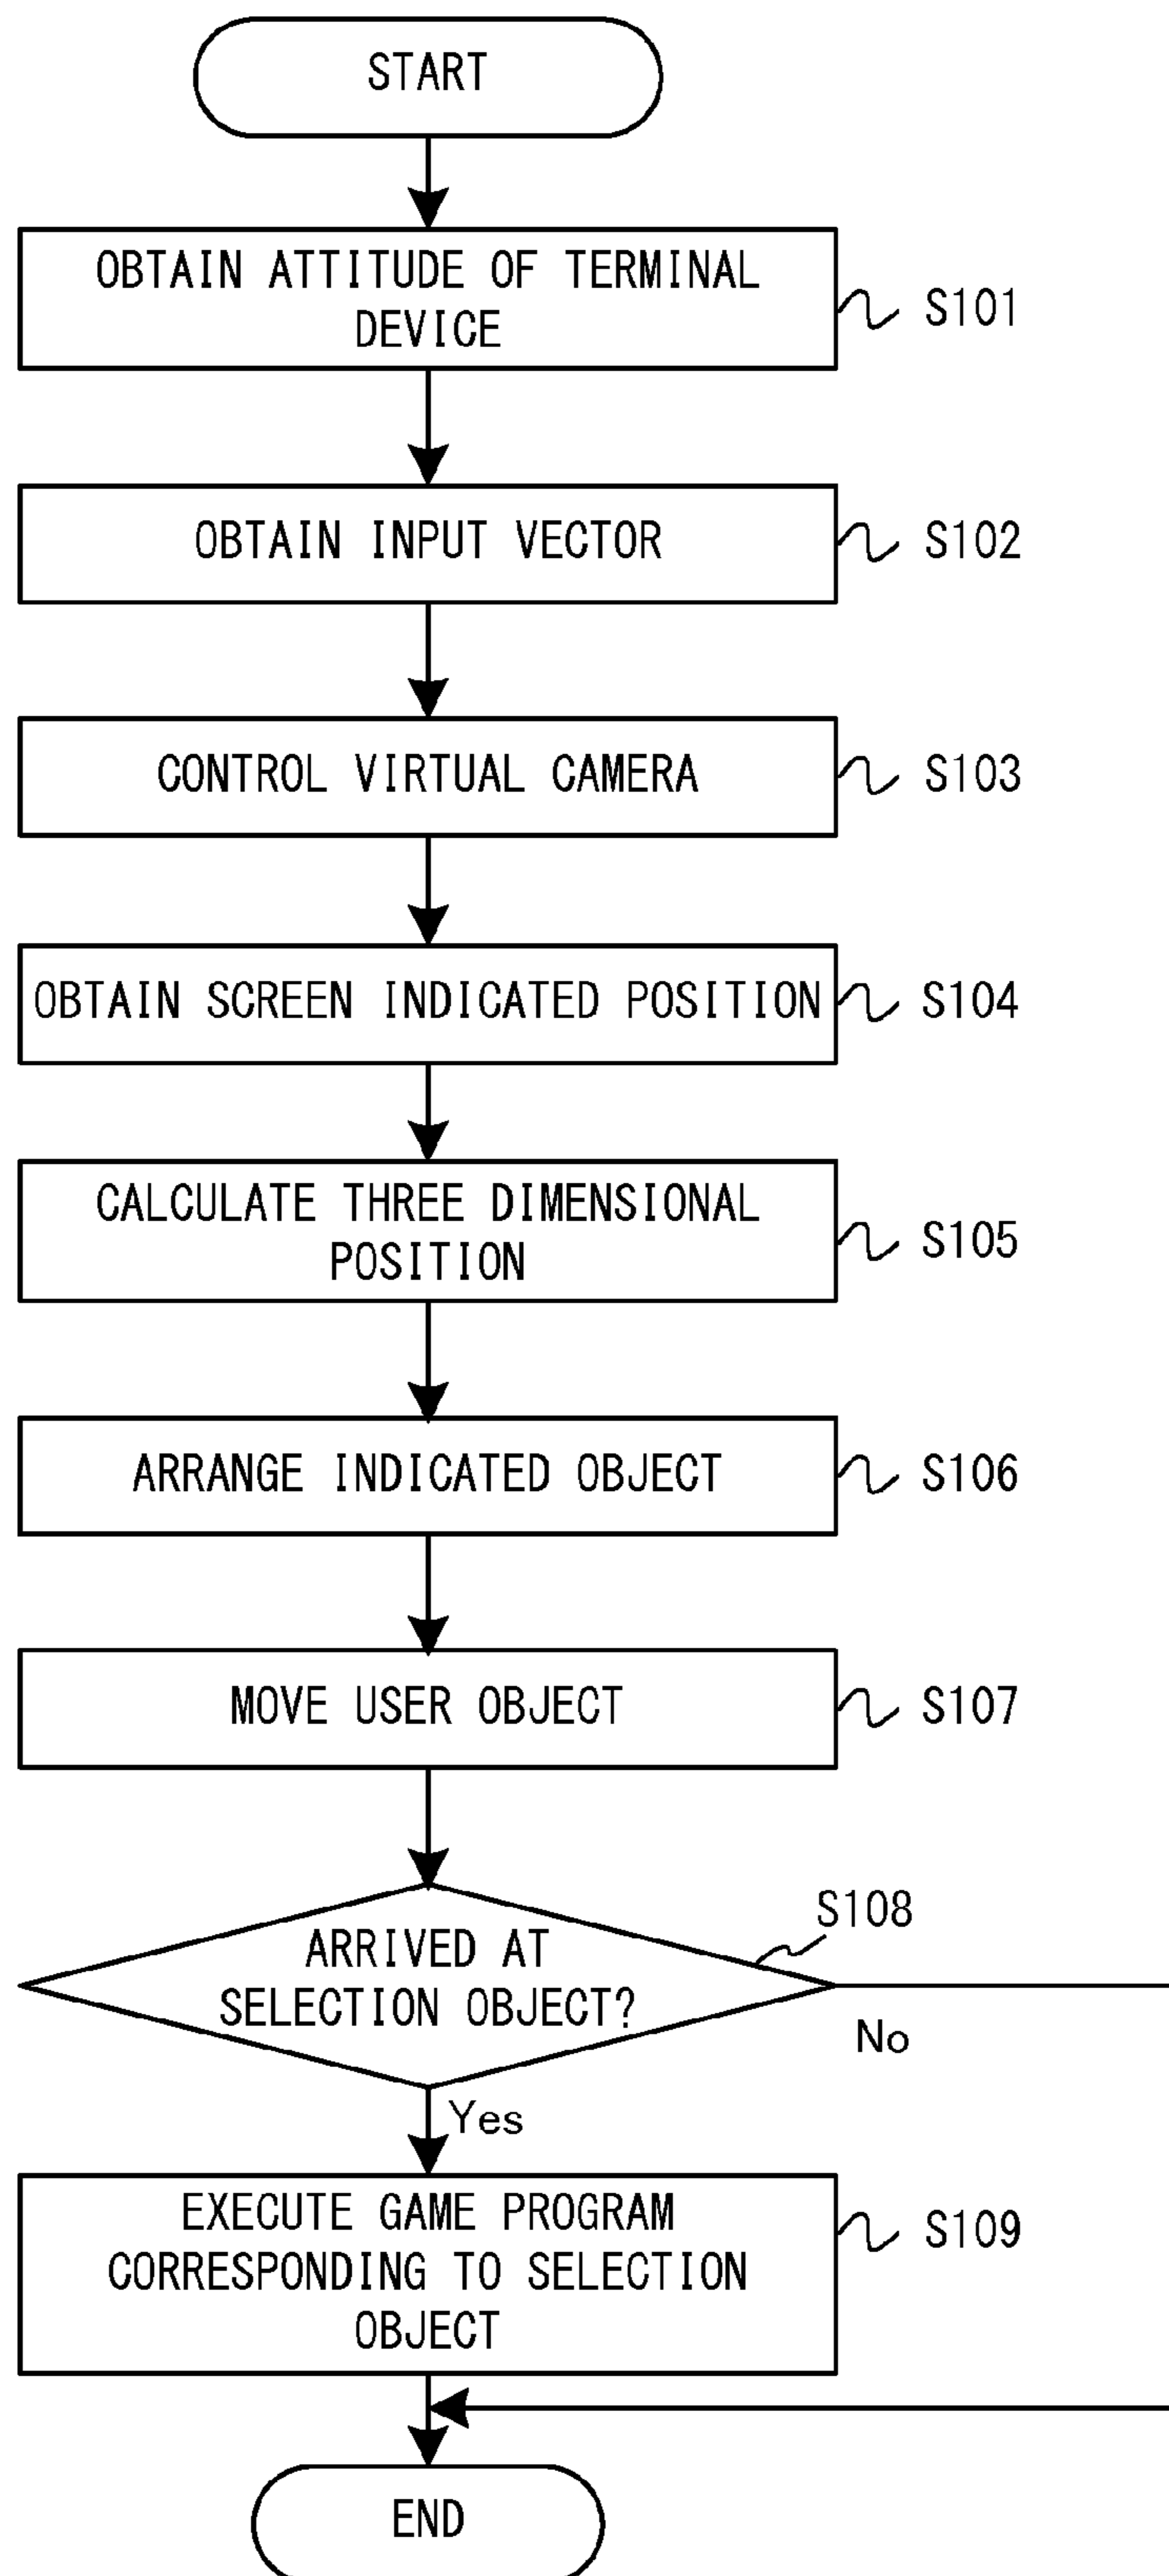 START
OBTAIN ATTITUDE OF TERMINAL
DEVICE
S101
OBTAIN INPUT VECTOR
S102
CONTROL VIRTUAL CAMERA
S103
OBTAIN SCREEN INDICATED POSITION
S104
CALCULATE THREE DIMENSIONAL
POSITION
S105
ARRANGE INDICATED OBJECT
S106
MOVE USER OBJECT
S107
S108
ARRIVED AT
SELECTION OBJECT?
No
Yes
EXECUTE GAME PROGRAM
CORRESPONDING TO SELECTION
OBJECT
S109
END